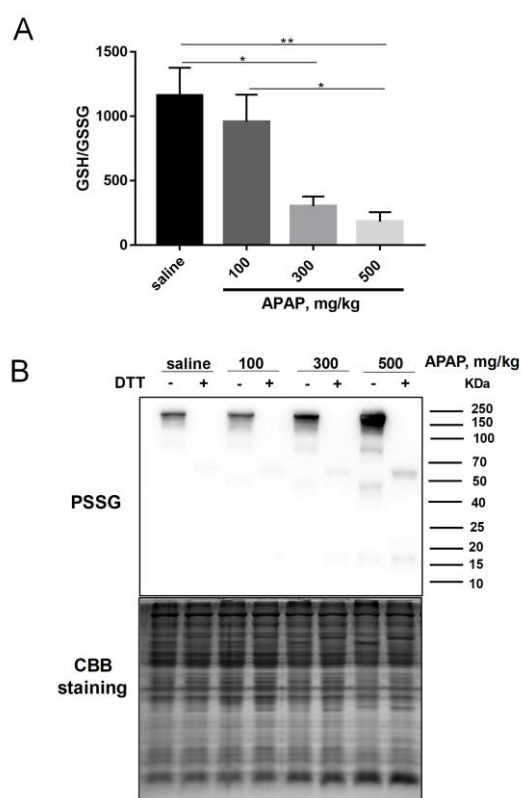 A
**
*
*
1500
1000
500
0
GSH/GSSG
saline
100
300
500
APAP, mg/kg
B
saline 100 300 500 APAP, mg/kg
DTT - + - + - + - + KDa
PSSG
250
150
100
70
50
40
25
20
15
10
CBB
staining